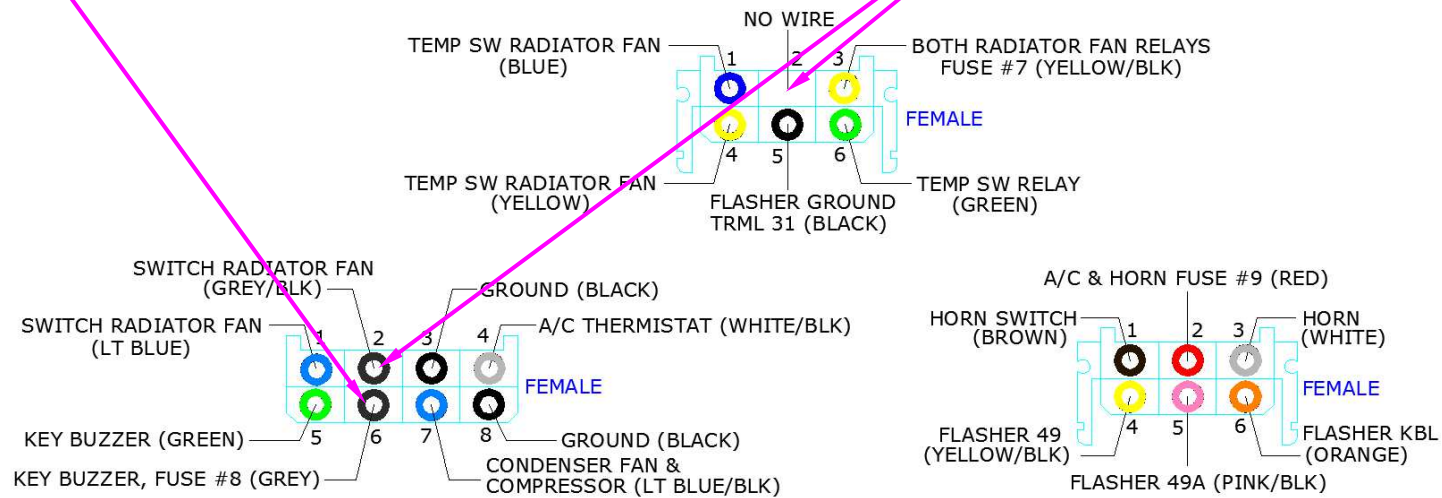 NO WIRE
TEMP SW RADIATOR FAN
(BLUE)
1 2 3
BOTH RADIATOR FAN RELAYS
FUSE #7 (YELLOW/BLK)
FEMALE
4 5 6
TEMP SW RADIATOR FAN
(YELLOW)
FLASHER GROUND
TRML 31 (BLACK)
TEMP SW RELAY
(GREEN)
SWITCH RADIATOR FAN
(GREY/BLK)
GROUND (BLACK)
SWITCH RADIATOR FAN
(LT BLUE)
1 2 3 4
A/C THERMISTAT (WHITE/BLK)
FEMALE
5 6 7 8
KEY BUZZER (GREEN)
GROUND (BLACK)
KEY BUZZER, FUSE #8 (GREY)
CONDENSER FAN &
COMPRESSOR (LT BLUE/BLK)
A/C & HORN FUSE #9 (RED)
HORN SWITCH
(BROWN)
1 2 3
HORN
(WHITE)
FEMALE
4 5 6
FLASHER 49
(YELLOW/BLK)
FLASHER KBL
(ORANGE)
FLASHER 49A (PINK/BLK)